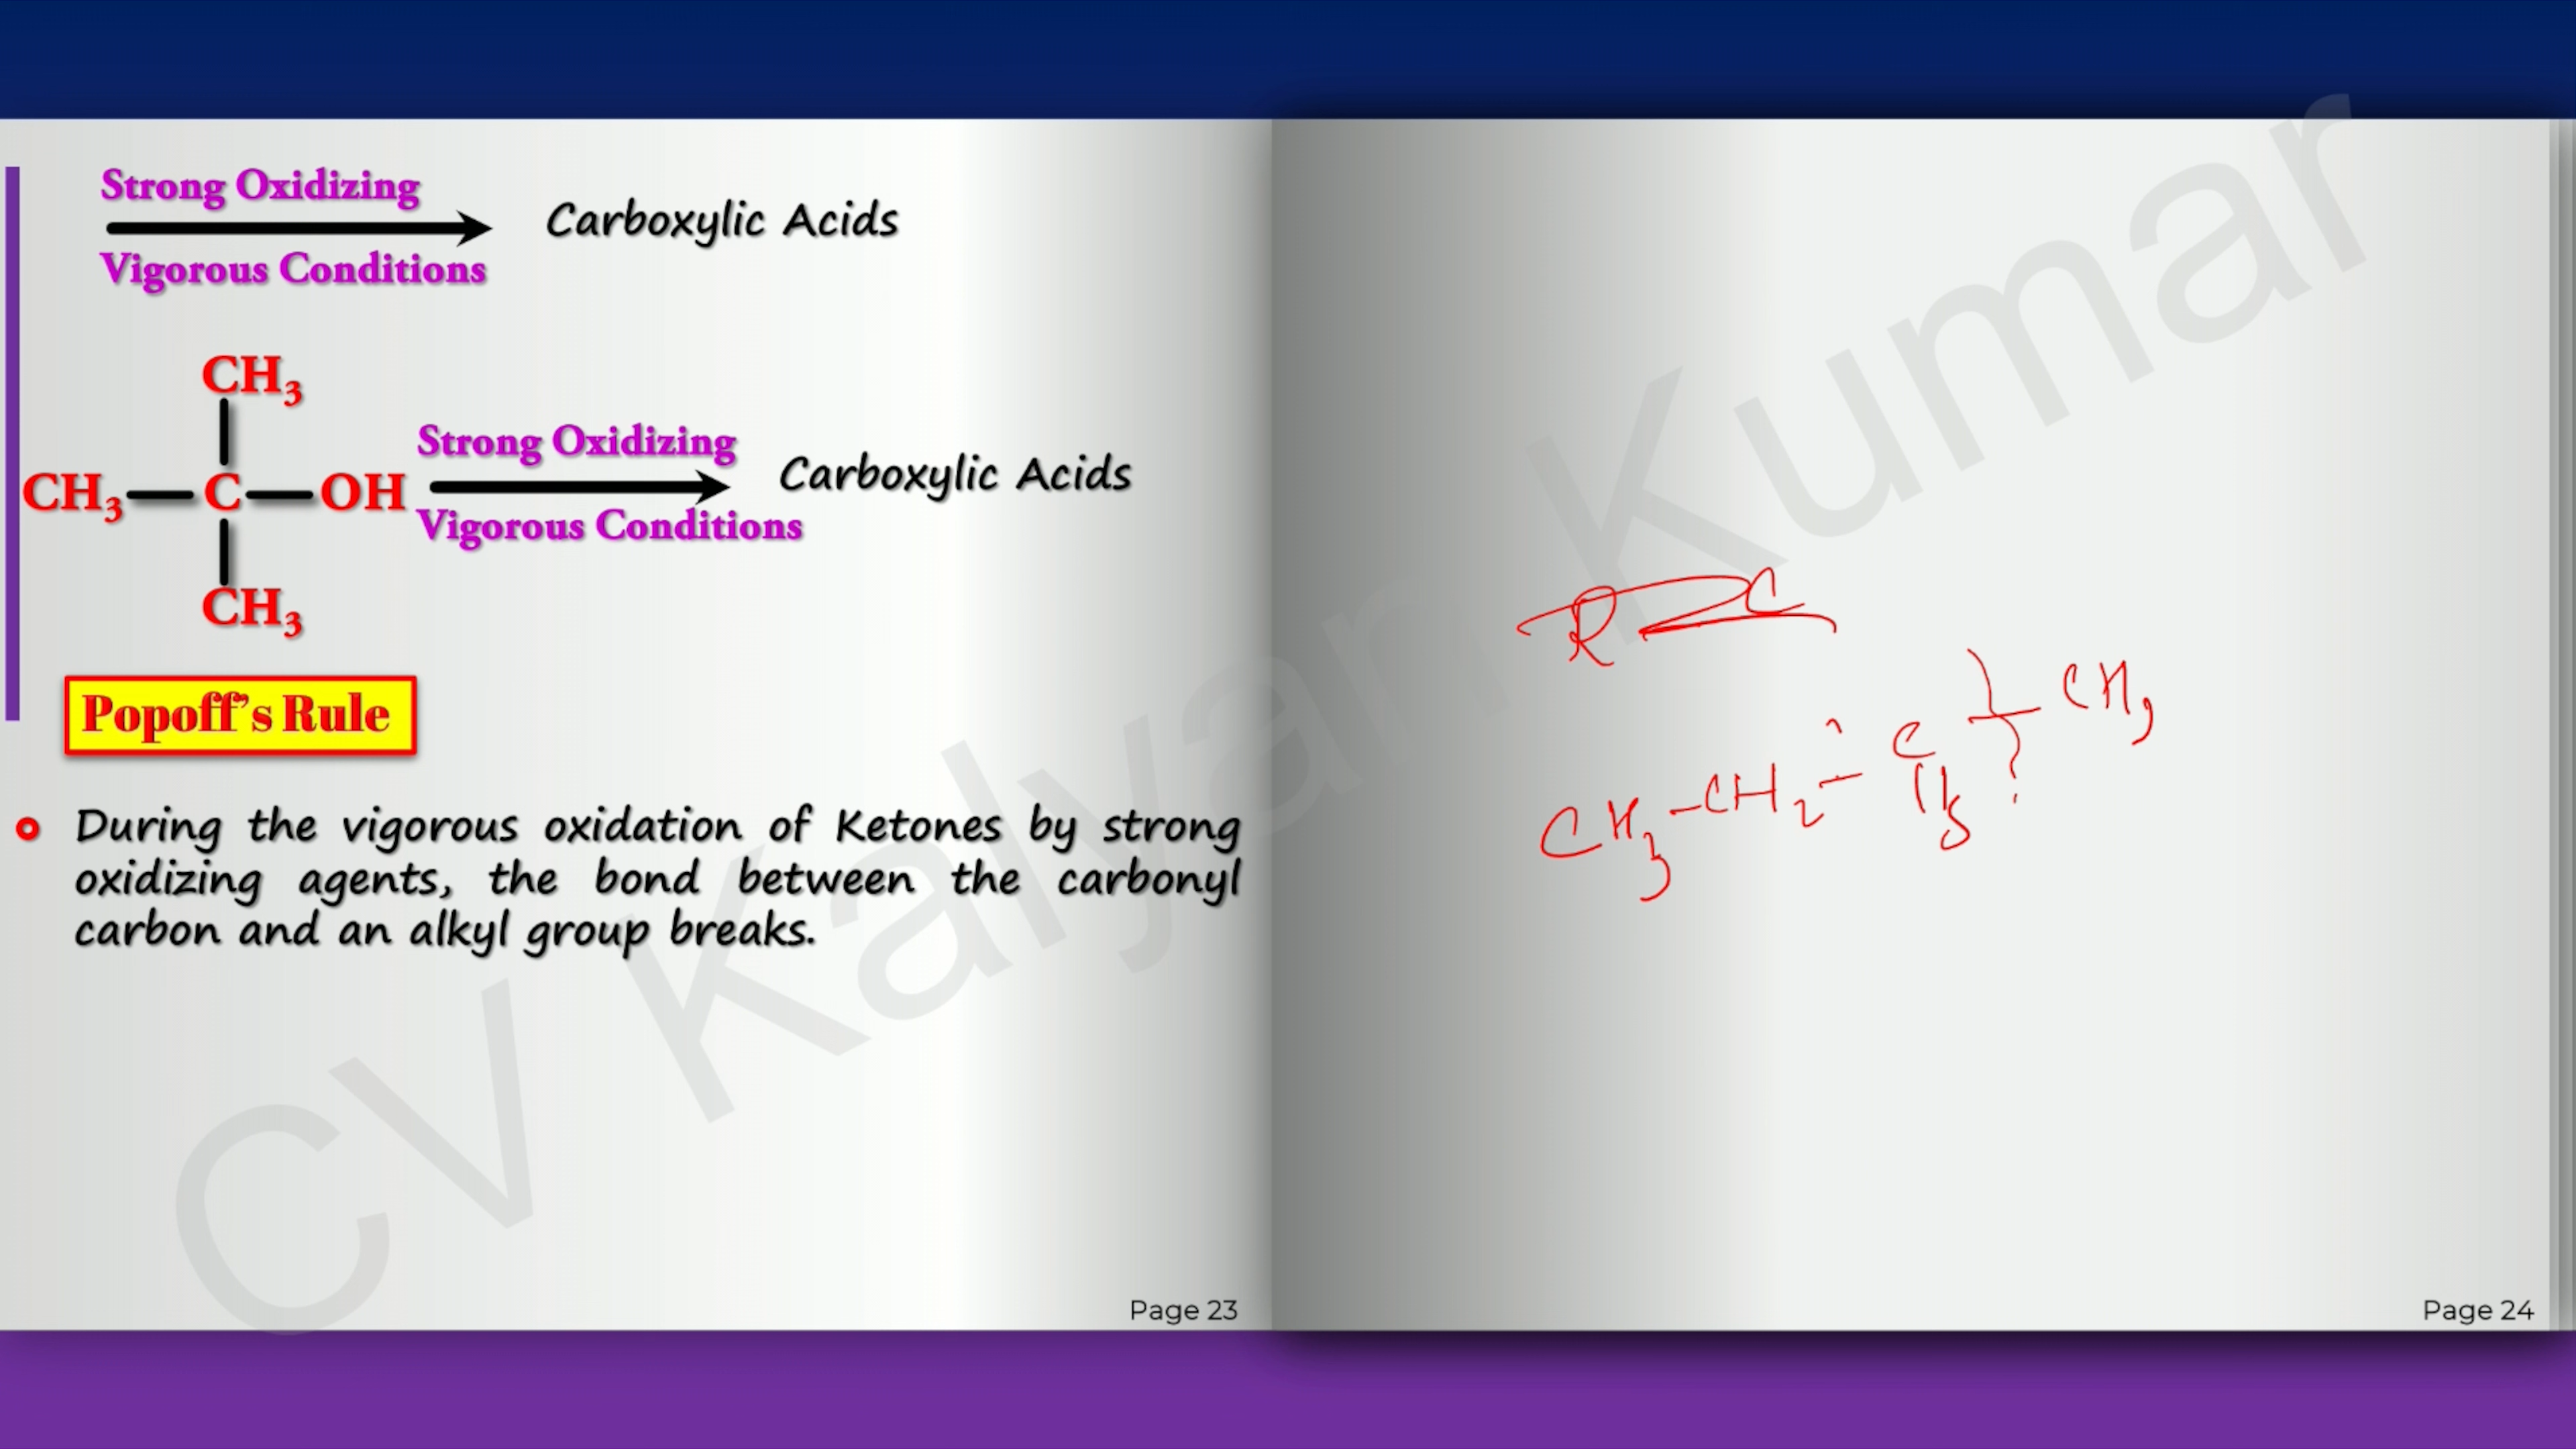 Strong Oxidizing
Vigorous Conditions
Carboxylic Acids
CH₃
CH₃—C—OH
CH₃
Strong Oxidizing
Vigorous Conditions
Carboxylic Acids
Popoff's Rule
During the vigorous oxidation of Ketones by strong
oxidizing agents, the bond between the carbonyl
carbon and an alkyl group breaks.
Page 23
R C
CH₃-CH₂-C-CH₃
Page 24
CV Kalyan Kumar